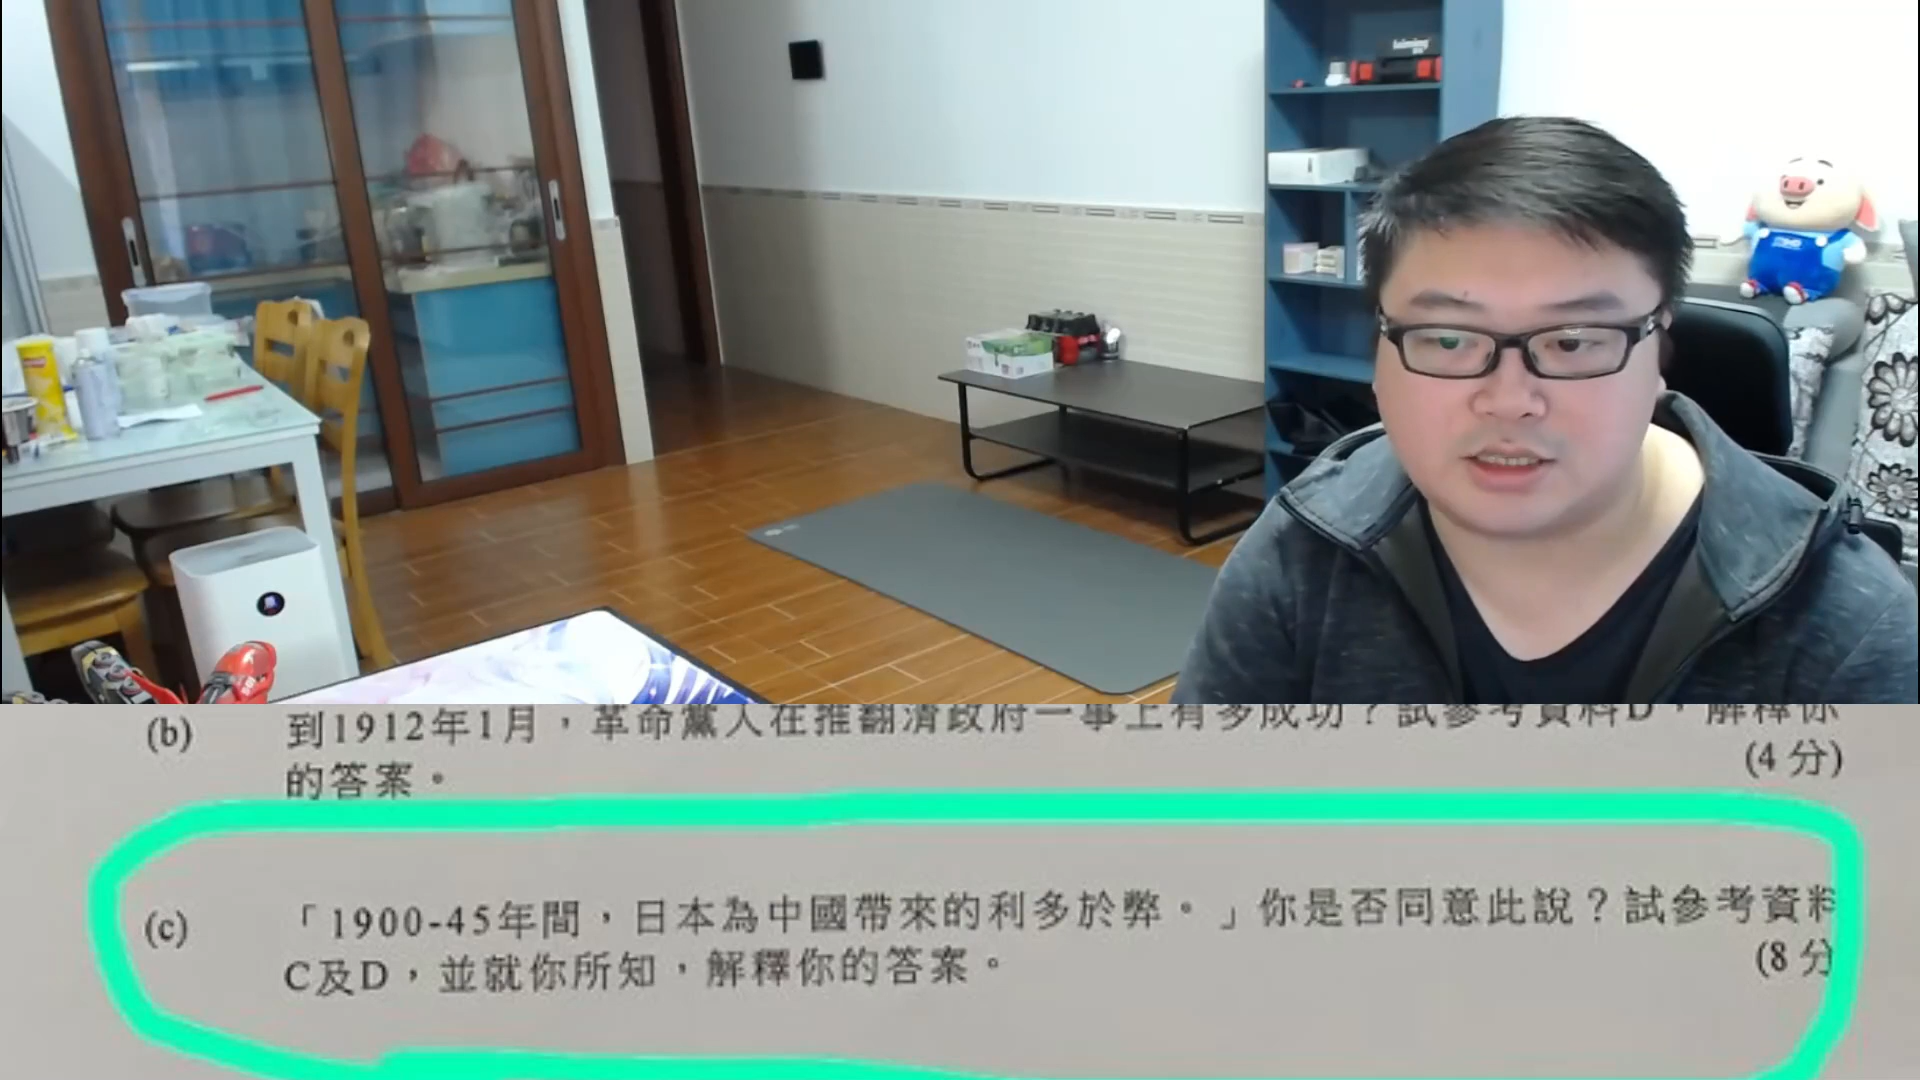 (b) 到1912年1月，革命黨人在推翻清政府一事上有多成功？試參考資料D，解釋你
的答案。 (4 分)
(c) 「1900-45年間，日本為中國帶來的利多於弊。」你是否同意此說？試參考資料
C及D，並就你所知，解釋你的答案。 (8 分